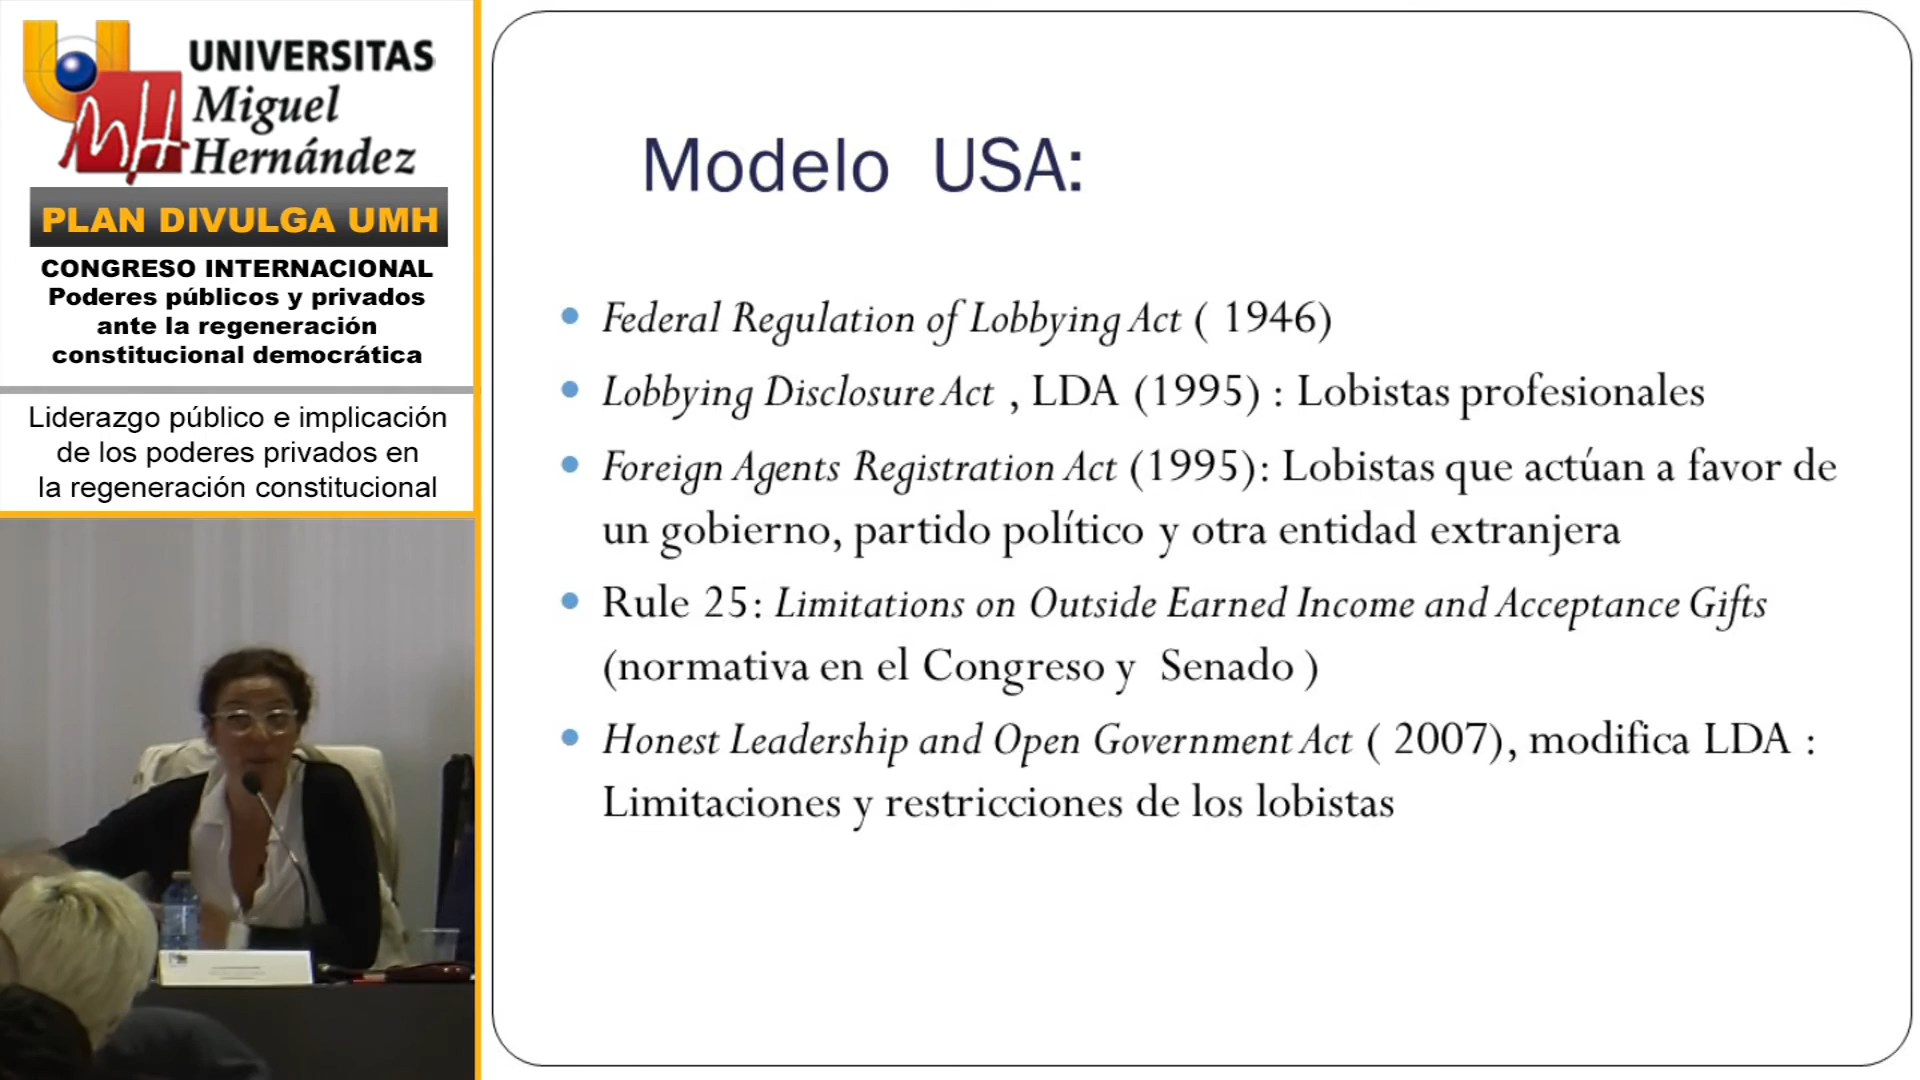 UNIVERSITAS
Miguel
Hernández
PLAN DIVULGA UMH
CONGRESO INTERNACIONAL
Poderes públicos y privados
ante la regeneración
constitucional democrática
Liderazgo público e implicación
de los poderes privados en
la regeneración constitucional
Modelo USA:
• Federal Regulation of Lobbying Act ( 1946)
• Lobbying Disclosure Act , LDA (1995) : Lobistas profesionales
• Foreign Agents Registration Act (1995): Lobistas que actúan a favor de
un gobierno, partido político y otra entidad extranjera
• Rule 25: Limitations on Outside Earned Income and Acceptance Gifts
(normativa en el Congreso y Senado )
• Honest Leadership and Open Government Act ( 2007), modifica LDA :
Limitaciones y restricciones de los lobistas